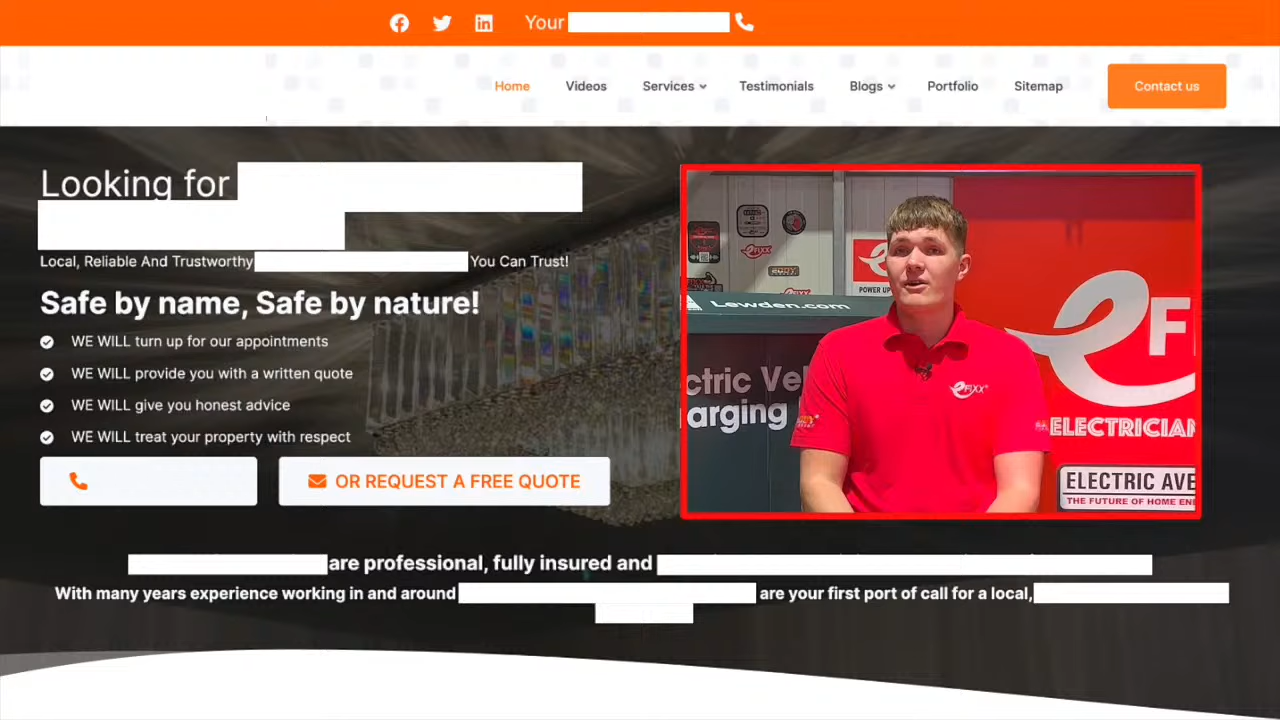 Your
Home Videos Services Testimonials Blogs Portfolio Sitemap Contact us
Looking for
Local, Reliable And Trustworthy You Can Trust!
Safe by name, Safe by nature!
WE WILL turn up for our appointments
WE WILL provide you with a written quote
WE WILL give you honest advice
WE WILL treat your property with respect
OR REQUEST A FREE QUOTE
eFIXX
POWER UP
Lewden.com
ctric Veh
arging
eFIXX
eF
ELECTRICIAN
ELECTRIC AVE
THE FUTURE OF HOME EN
are professional, fully insured and
With many years experience working in and around are your first port of call for a local,